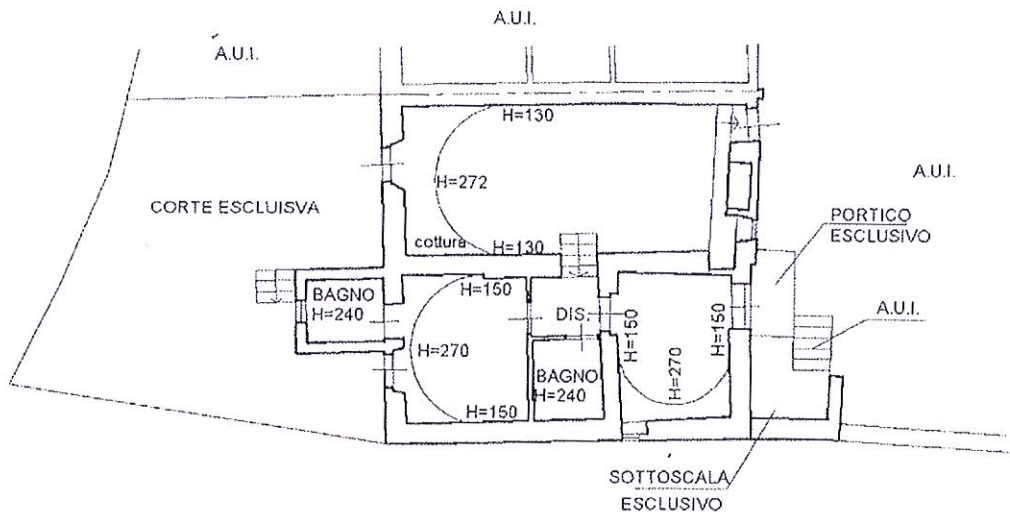 A.U.I.
A.U.I.
H=130
H=272
A.U.I.
CORTE ESCLUISVA
PORTICO
ESCLUSIVO
cottura
H=130
BAGNO
H=240
H=150
DIS.
H=150
H=150
A.U.I.
H=270
H=270
BAGNO
H=240
H=150
SOTTOSCALA
ESCLUSIVO